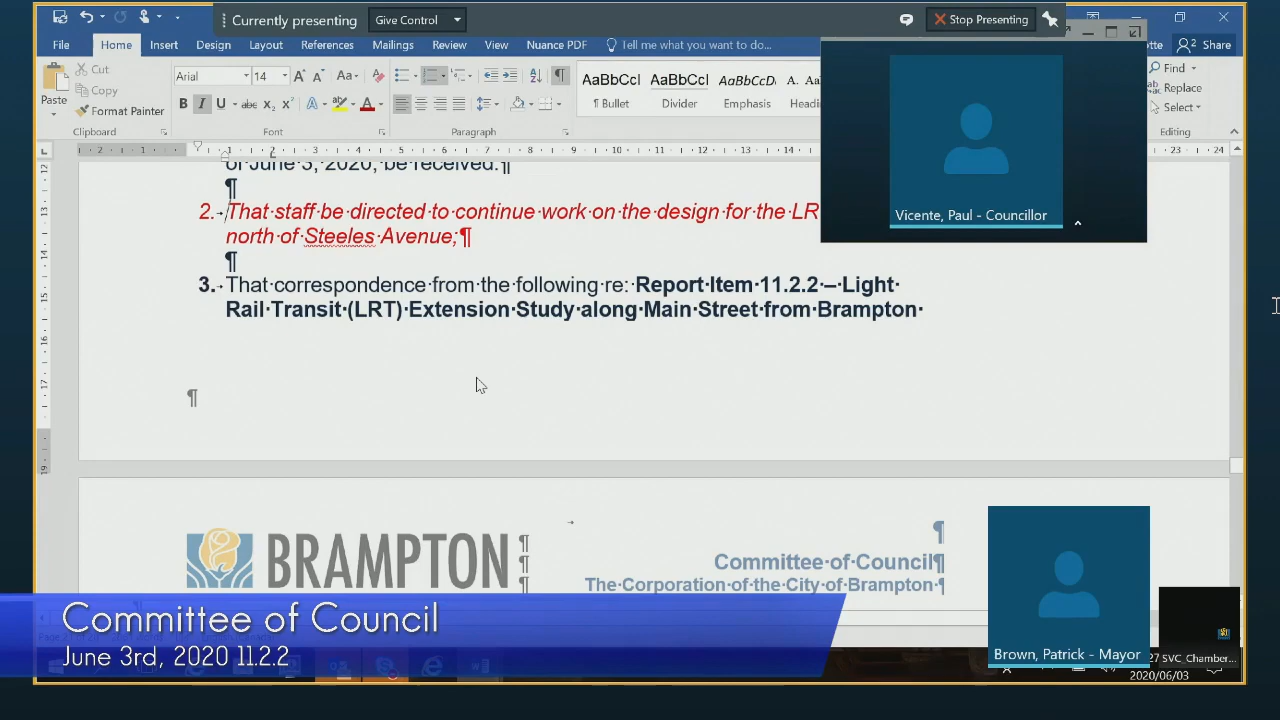 Currently presenting
Give Control
Stop Presenting
File Home Insert Design Layout References Mailings Review View Nuance PDF Tell me what you want to do... Share
Cut
Copy
Format Painter
Paste
Clipboard
Arial 14
Font
Paragraph
AaBbCcI AaBbCcI AaBbCcD
¶ Bullet Divider Emphasis
Find
Replace
Select
Editing
of June 3, 2020, be received.¶
¶
2. That staff be directed to continue work on the design for the LR
north of Steeles Avenue;¶
¶
3. That correspondence from the following re: Report Item 11.2.2 – Light
Rail Transit (LRT) Extension Study along Main Street from Brampton
¶
Vicente, Paul - Councillor
BRAMPTON
¶
¶
¶
¶
Committee of Council¶
The Corporation of the City of Brampton ¶
Committee of Council
June 3rd, 2020 11.2.2
Brown, Patrick - Mayor
SVC_Chamber...
2020/06/03